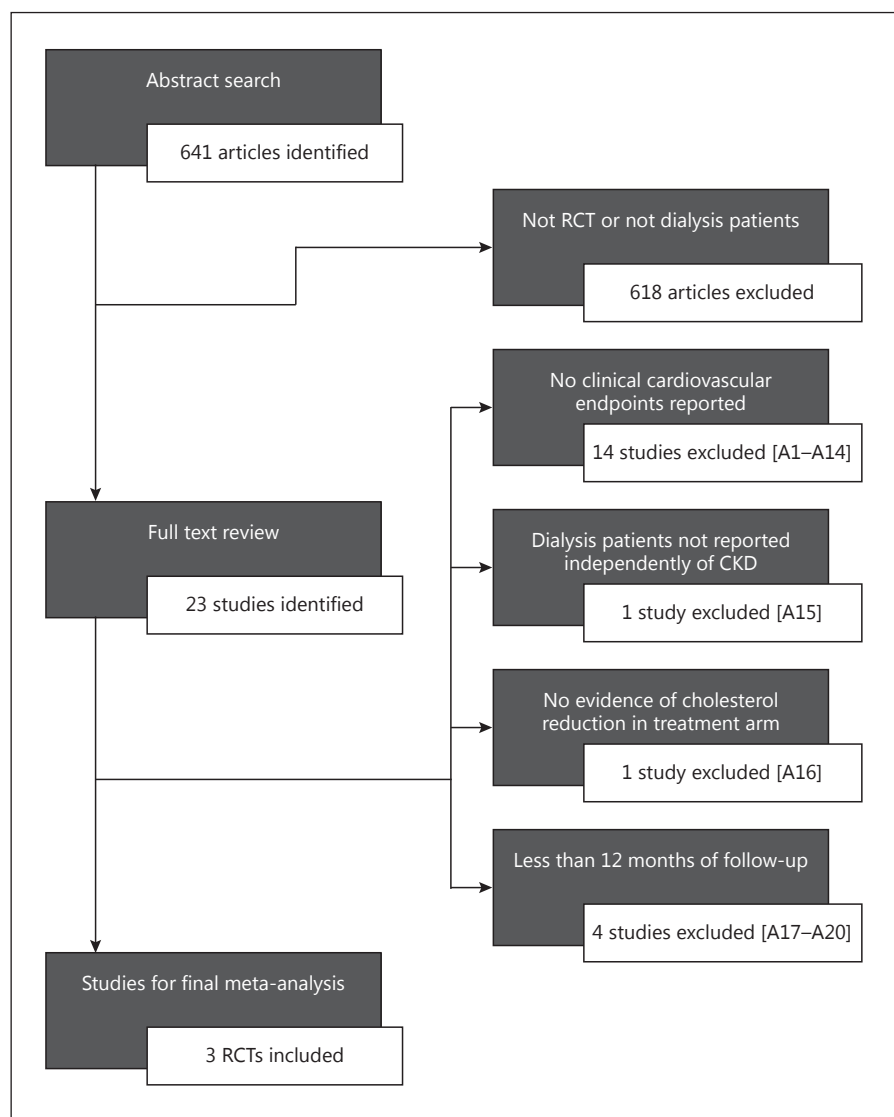 Abstract search
641 articles identified
Not RCT or not dialysis patients
618 articles excluded
No clinical cardiovascular
endpoints reported
14 studies excluded [A1–A14]
Full text review
23 studies identified
Dialysis patients not reported
independently of CKD
1 study excluded [A15]
No evidence of cholesterol
reduction in treatment arm
1 study excluded [A16]
Less than 12 months of follow-up
4 studies excluded [A17–A20]
Studies for final meta-analysis
3 RCTs included